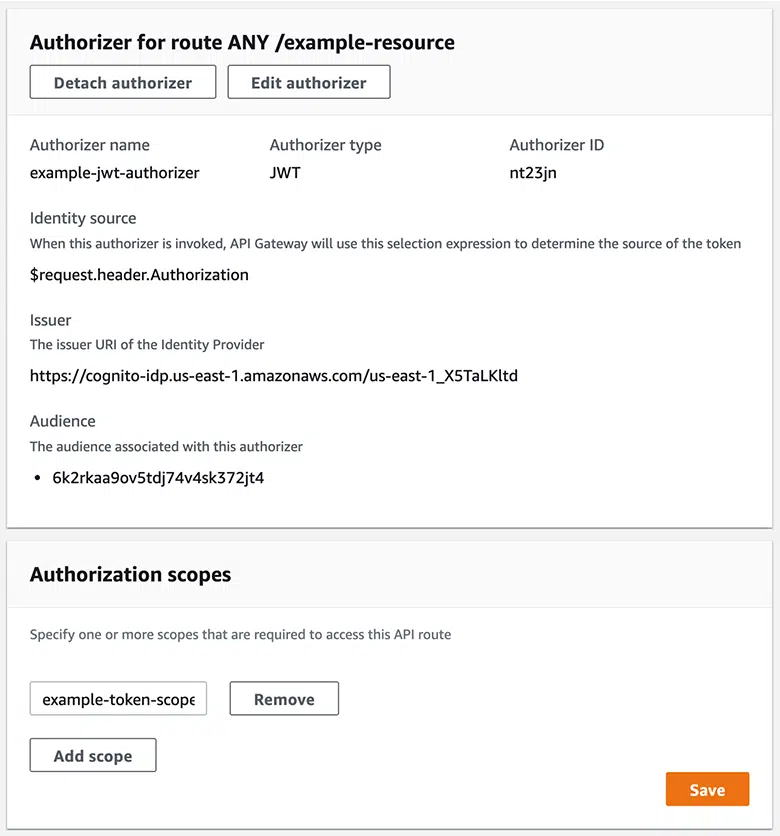 Authorizer for route ANY /example-resource
Detach authorizer Edit authorizer
Authorizer name Authorizer type Authorizer ID
example-jwt-authorizer JWT nt23jn
Identity source
When this authorizer is invoked, API Gateway will use this selection expression to determine the source of the token
$request.header.Authorization
Issuer
The issuer URI of the Identity Provider
https://cognito-idp.us-east-1.amazonaws.com/us-east-1_X5TaLKltd
Audience
The audience associated with this authorizer
• 6k2rkaa9ov5tdj74v4sk372jt4
Authorization scopes
Specify one or more scopes that are required to access this API route
example-token-scope Remove
Add scope
Save